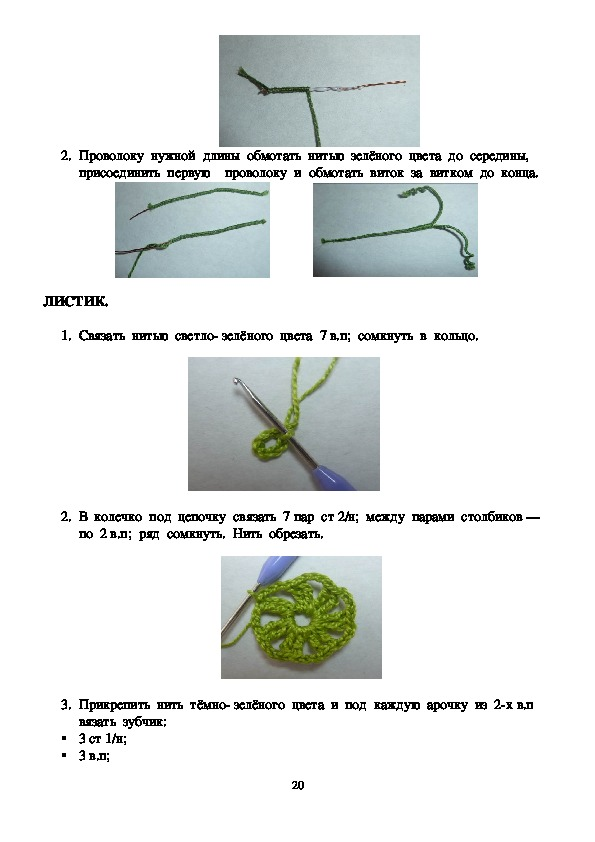 2. Проволоку нужной длины обмотать нитью зелёного цвета до середины,
присоединить первую проволоку и обмотать виток за витком до конца.
ЛИСТИК.
1. Связать нитью светло- зелёного цвета 7 в.п; сомкнуть в кольцо.
2. В колечко под цепочку связать 7 пар ст 2/н; между парами столбиков —
по 2 в.п; ряд сомкнуть. Нить обрезать.
3. Прикрепить нить тёмно- зелёного цвета и под каждую арочку из 2-х в.п
вязать зубчик:
• 3 ст 1/н;
• 3 в.п;
20